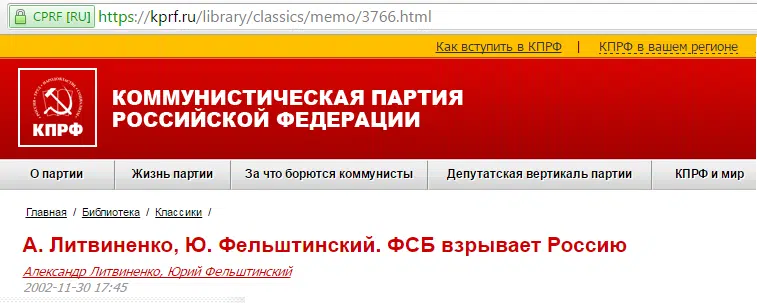 CPRF [RU] https://kprf.ru/library/classics/memo/3766.html
Как вступить в КПРФ | КПРФ в вашем регионе
КПРФ
КОММУНИСТИЧЕСКАЯ ПАРТИЯ
РОССИЙСКОЙ ФЕДЕРАЦИИ
О партии Жизнь партии За что борются коммунисты Депутатская вертикаль партии КПРФ и мир
Главная / Библиотека / Классики /
А. Литвиненко, Ю. Фельштинский. ФСБ взрывает Россию
Александр Литвиненко, Юрий Фельштинский
2002-11-30 17:45